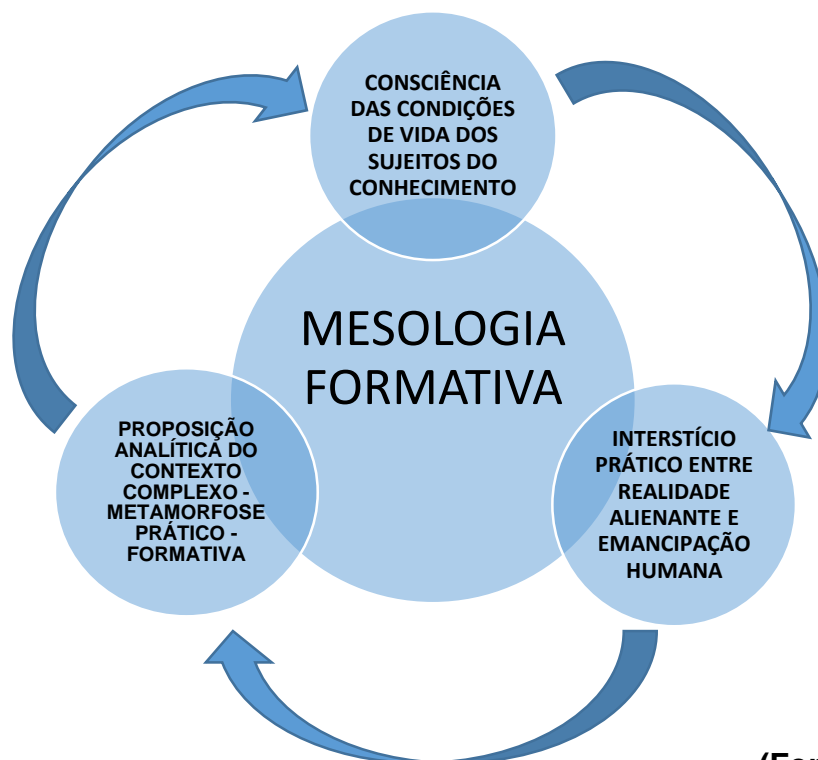 CONSCIÊNCIA
DAS CONDIÇÕES
DE VIDA DOS
SUJEITOS DO
CONHECIMENTO
MESOLOGIA
FORMATIVA
PROPOSIÇÃO
ANALÍTICA DO
CONTEXTO
COMPLEXO -
METAMORFOSE
PRÁTICO -
FORMATIVA
INTERSTÍCIO
PRÁTICO ENTRE
REALIDADE
ALIENANTE E
EMANCIPAÇÃO
HUMANA